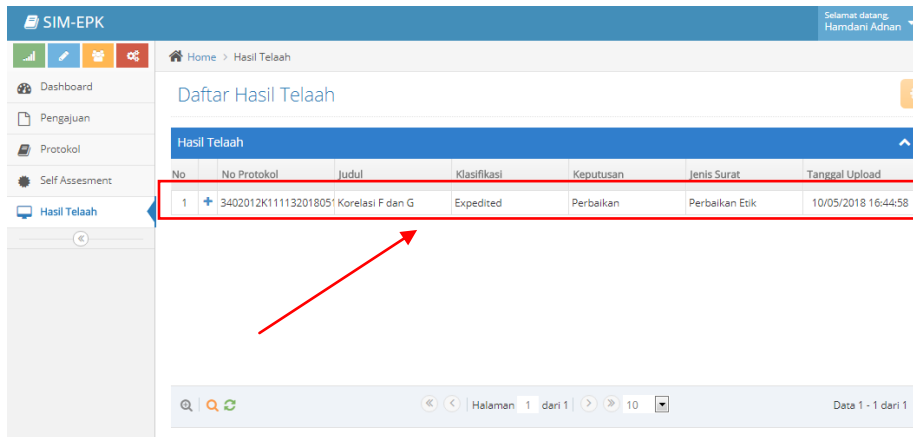 SIM-EPK
Selamat datang,
Hamdani Adnan
Home > Hasil Telaah
Dashboard
Pengajuan
Protokol
Self Assesment
Hasil Telaah
Daftar Hasil Telaah
Hasil Telaah
No No Protokol Judul Klasifikasi Keputusan Jenis Surat Tanggal Upload
1 + Korelasi F dan G Expedited Perbaikan Perbaikan Etik 10/05/2018 16:44:58
Halaman 1 dari 1 10 Data 1 - 1 dari 1